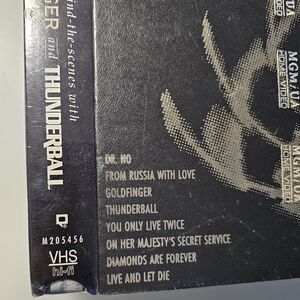 ind-the-scenes with
GER and THUNDERBALL
M205456
VHS
hi-fi
DR. NO
FROM RUSSIA WITH LOVE
GOLDFINGER
THUNDERBALL
YOU ONLY LIVE TWICE
ON HER MAJESTY'S SECRET SERVICE
DIAMONDS ARE FOREVER
LIVE AND LET DIE
UA
VIDEO
MGM/U
HOME VIDEO
MGM/UA
HOME VIDEO